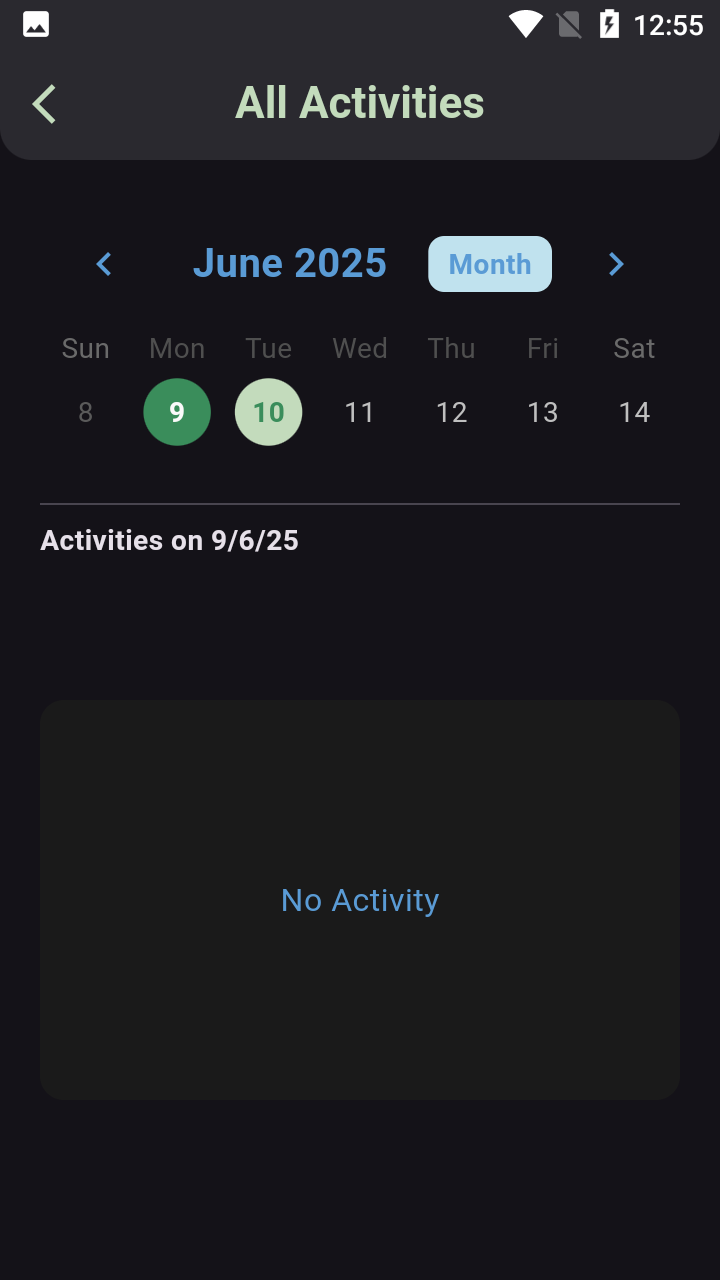 12:55
All Activities
June 2025 Month
Sun Mon Tue Wed Thu Fri Sat
8 9 10 11 12 13 14
Activities on 9/6/25
No Activity